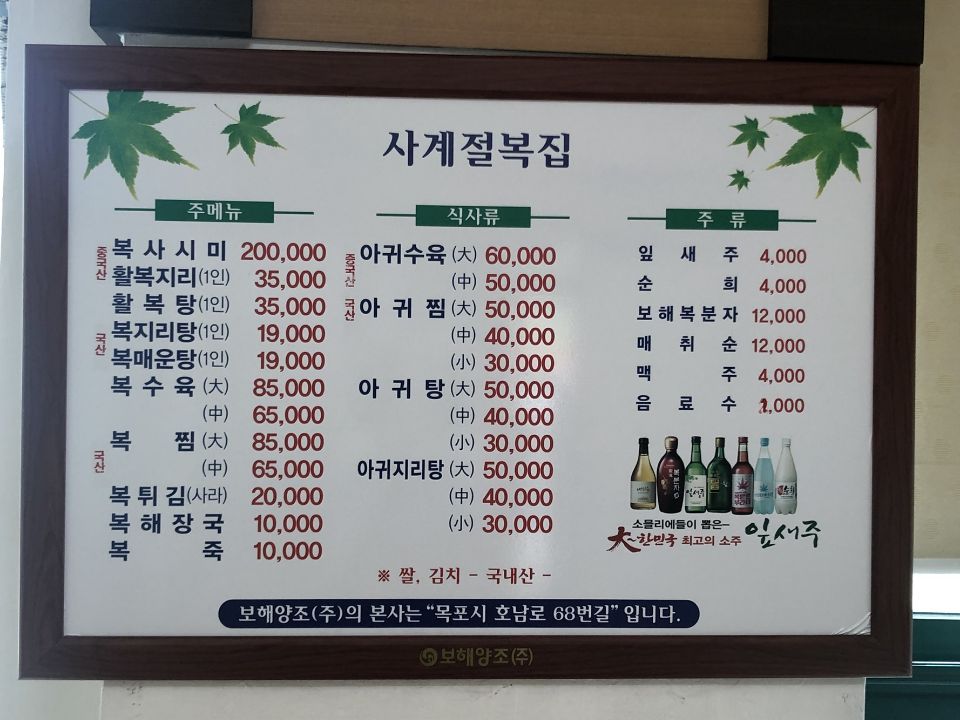 사계절복집
주메뉴
중국산
복사시미 200,000
활복지리(1인) 35,000
활복탕(1인) 35,000
국산
복지리탕(1인) 19,000
복매운탕(1인) 19,000
복수육(大) 85,000
(中) 65,000
복찜(大) 85,000
국산
(中) 65,000
복튀김(사라) 20,000
복해장국 10,000
복죽 10,000
식사류
중국산
아귀수육(大) 60,000
(中) 50,000
국산
아귀찜(大) 50,000
(中) 40,000
(小) 30,000
아귀탕(大) 50,000
(中) 40,000
(小) 30,000
아귀지리탕(大) 50,000
(中) 40,000
(小) 30,000
주류
잎새주 4,000
순희 4,000
보해복분자 12,000
매취순 12,000
맥주 4,000
음료수 2,000
복분자
잎새주
소믈리에들이 뽑은-
大한민국 최고의 소주 잎새주
※ 쌀, 김치 - 국내산 -
보해양조(주)의 본사는 “목포시 호남로 68번길” 입니다.
보해양조(주)